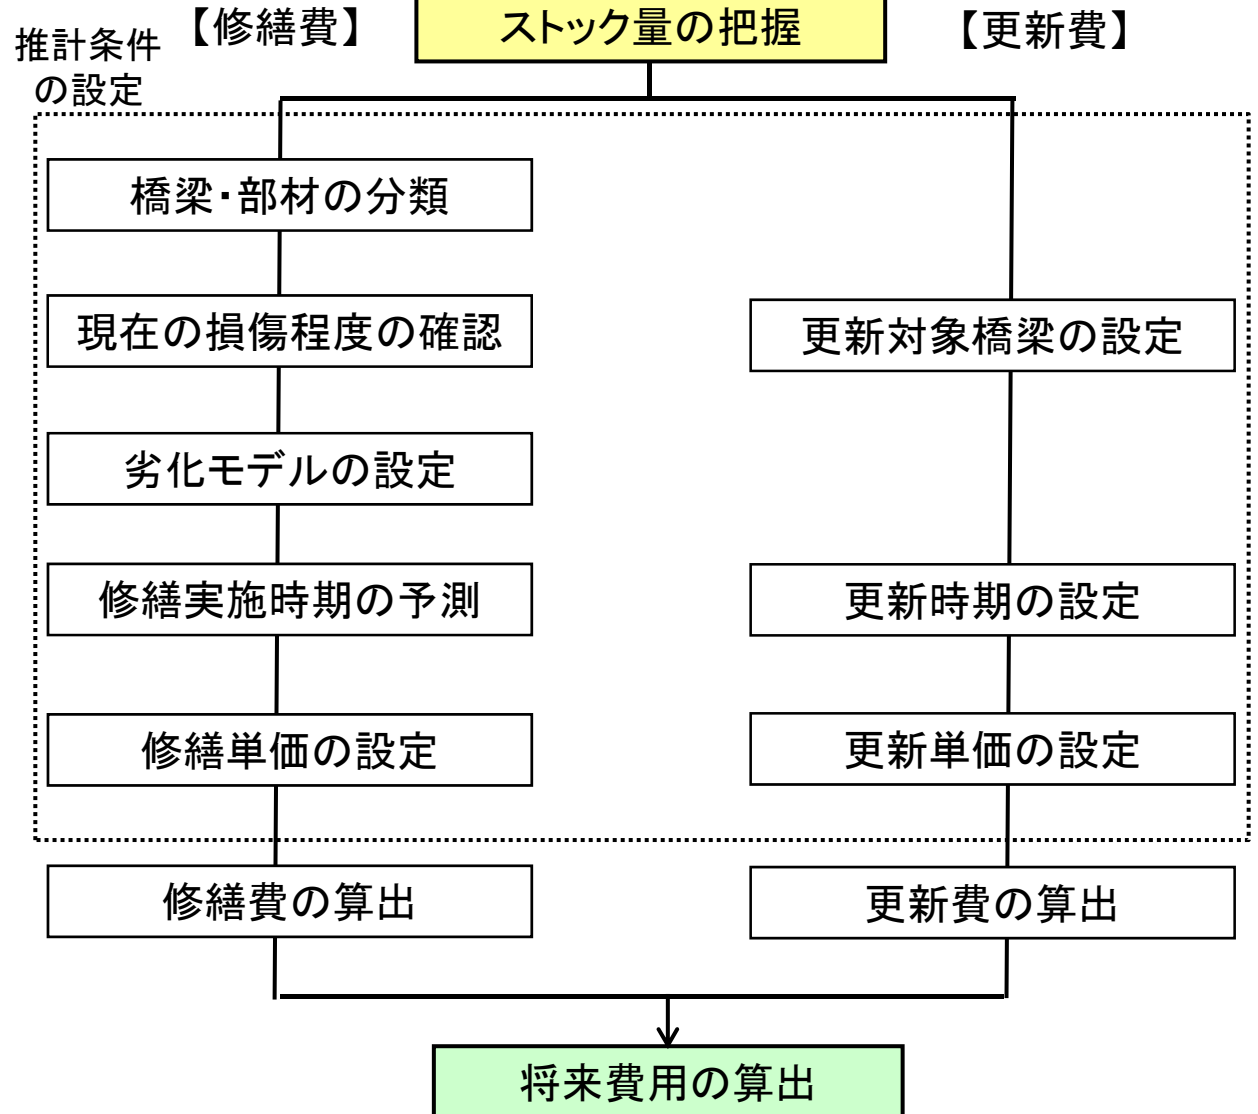 【修繕費】
ストック量の把握
【更新費】
推計条件
の設定
橋梁・部材の分類
現在の損傷程度の確認
更新対象橋梁の設定
劣化モデルの設定
修繕実施時期の予測
更新時期の設定
修繕単価の設定
更新単価の設定
修繕費の算出
更新費の算出
将来費用の算出